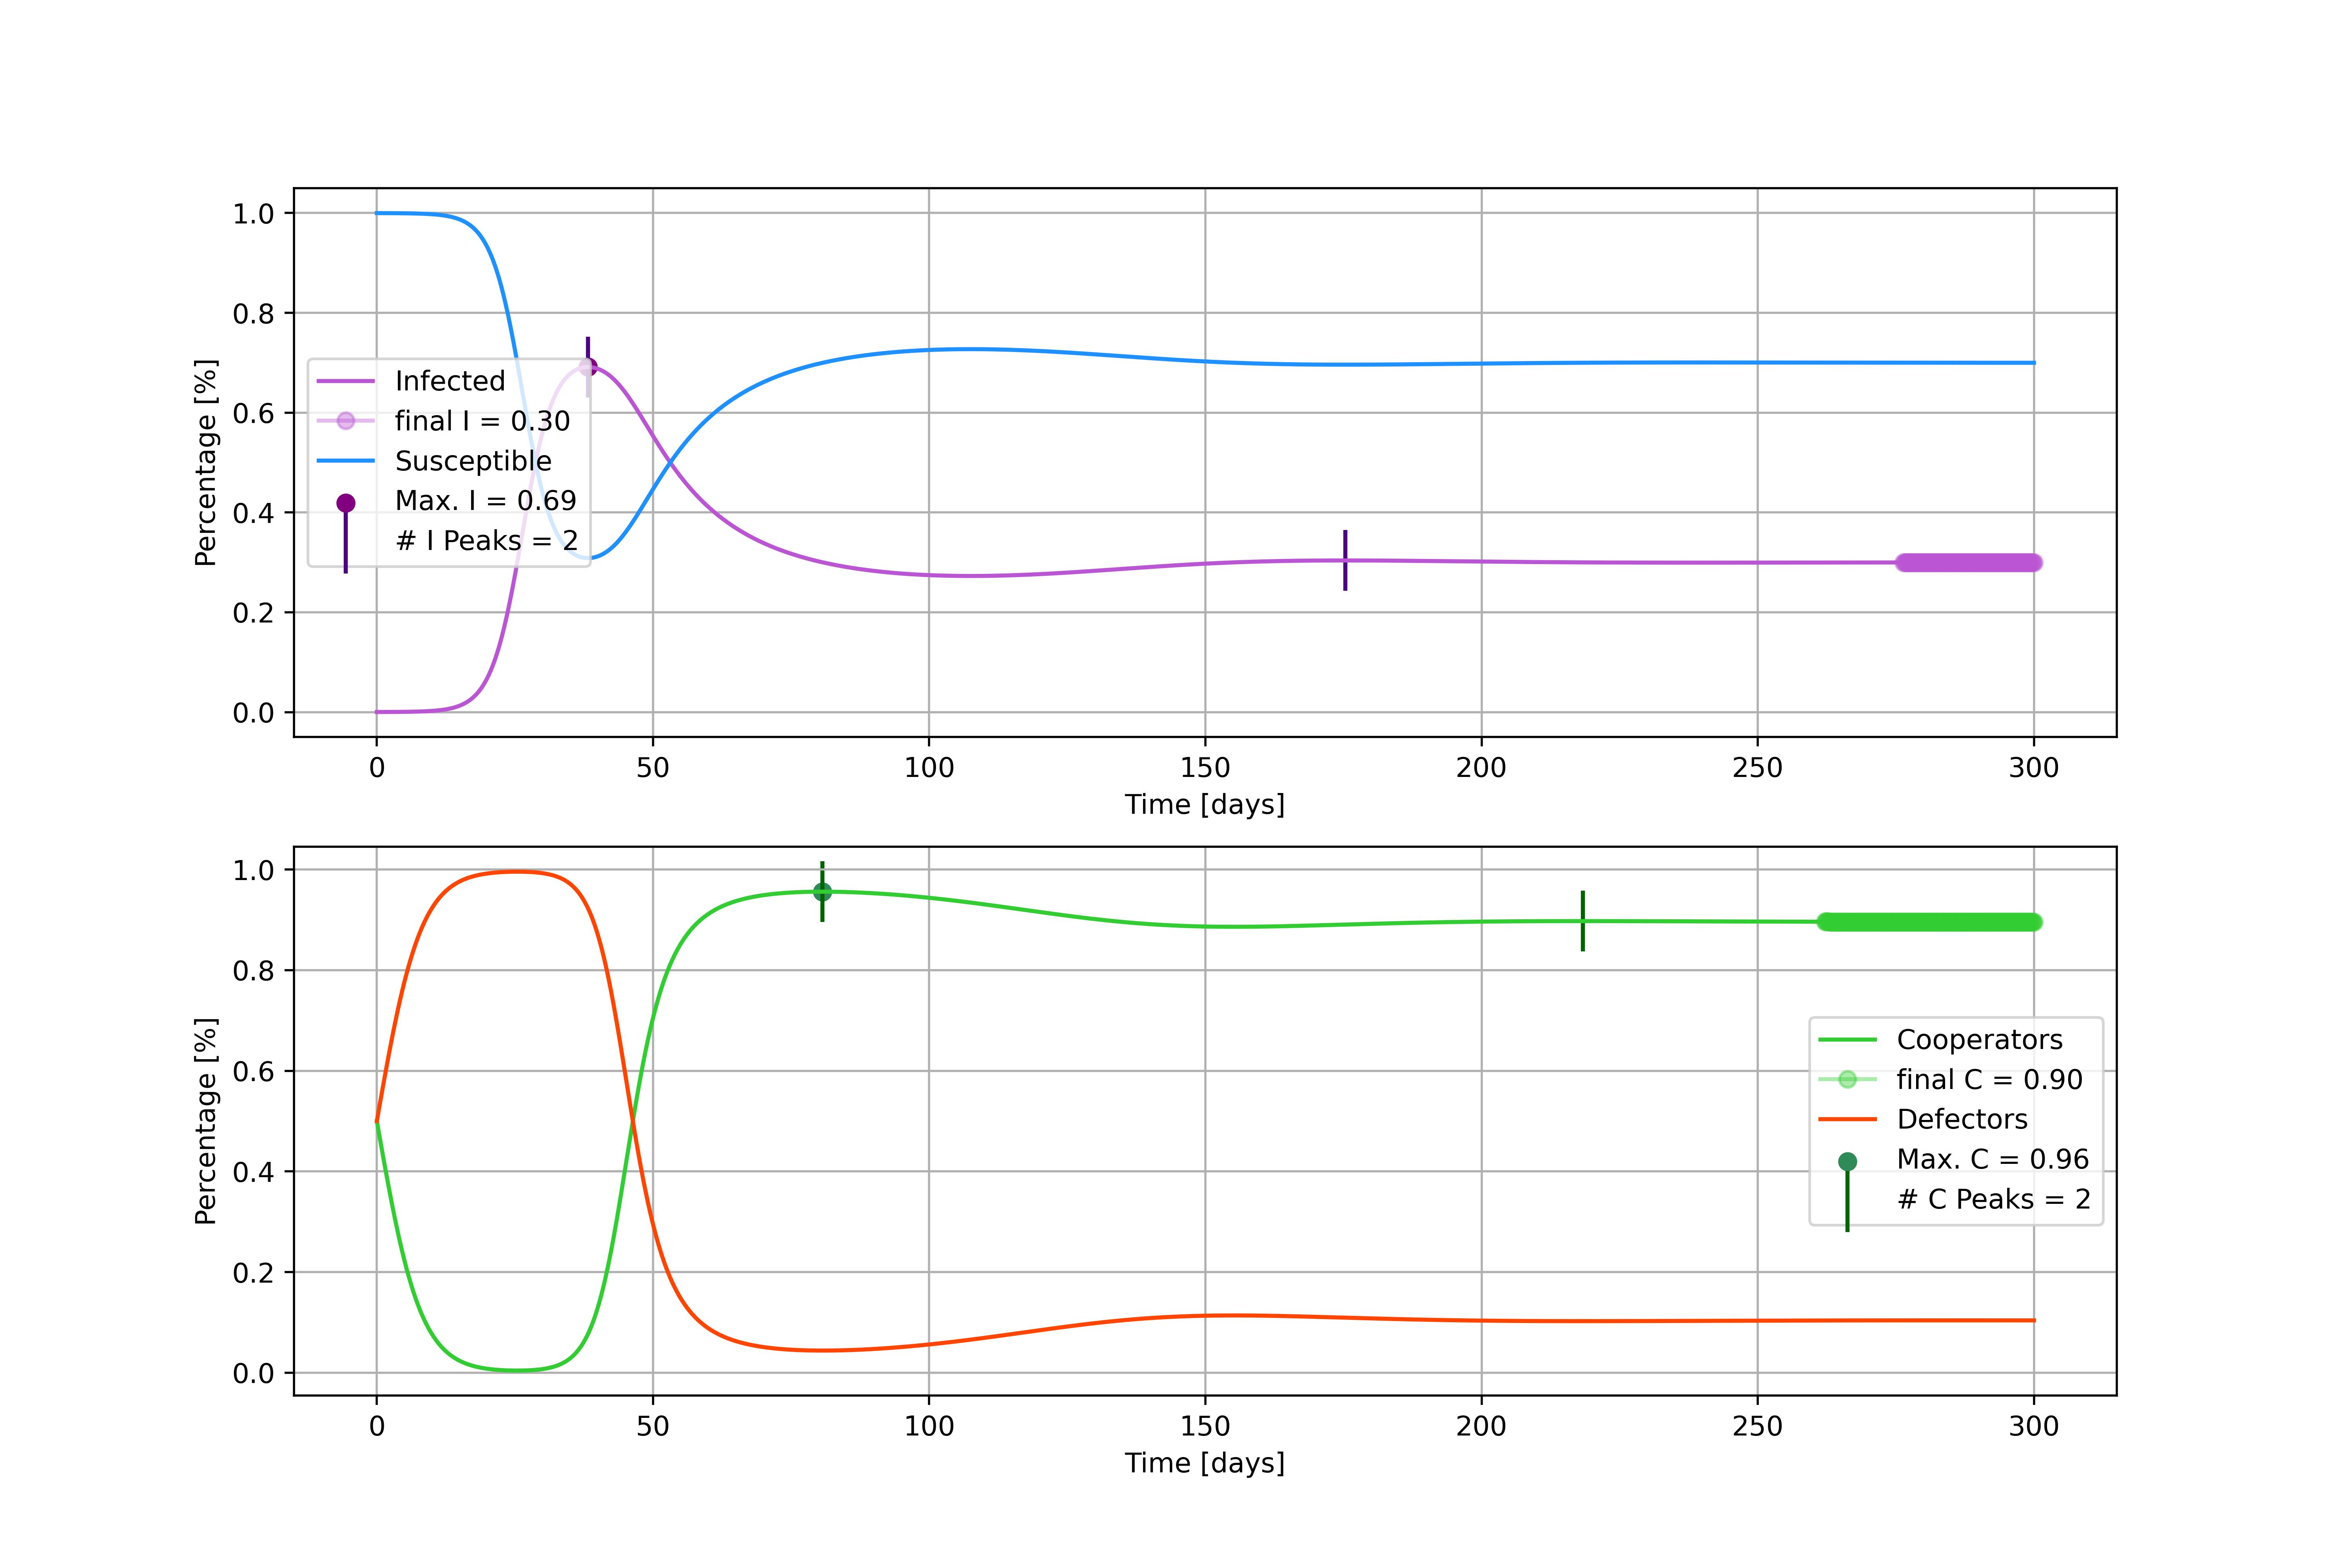 1.0
0.8
0.6
0.4
0.2
0.0
Percentage [%]
Infected
final I = 0.30
Susceptible
Max. I = 0.69
# I Peaks = 2
0 50 100 150 200 250 300
Time [days]
1.0
0.8
0.6
0.4
0.2
0.0
Percentage [%]
Cooperators
final C = 0.90
Defectors
Max. C = 0.96
# C Peaks = 2
0 50 100 150 200 250 300
Time [days]